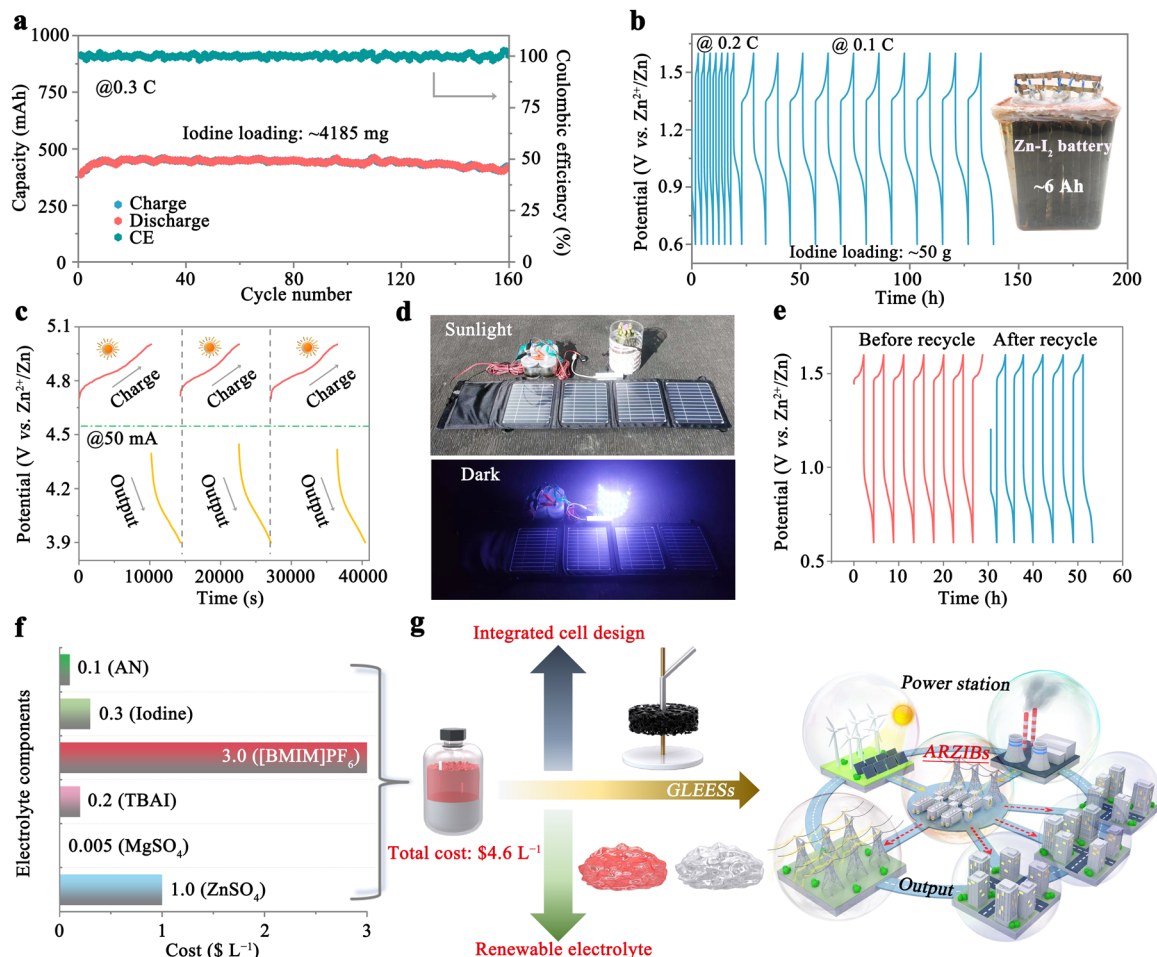 a
1000
750
500
250
0
Capacity (mAh)
@0.3 C
Iodine loading: ~4185 mg
Charge
Discharge
CE
100
50
0
Coulombic efficiency (%)
0 40 80 120 160
Cycle number
b
@ 0.2 C @ 0.1 C
1.5
1.2
0.9
0.6
Potential (V vs. Zn²⁺/Zn)
Zn-I₂ battery
~6 Ah
Iodine loading: ~50 g
0 50 100 150 200
Time (h)
c
5.1
4.8
4.5
4.2
3.9
Potential (V vs. Zn²⁺/Zn)
Charge Charge Charge
@50 mA
Output Output Output
0 10000 20000 30000 40000
Time (s)
d
Sunlight
Dark
e
Before recycle After recycle
1.5
1.0
0.5
Potential (V vs. Zn²⁺/Zn)
0 10 20 30 40 50 60
Time (h)
f
Electrolyte components
0.1 (AN)
0.3 (Iodine)
3.0 ([BMIM]PF₆)
0.2 (TBAI)
0.005 (MgSO₄)
1.0 (ZnSO₄)
0 1 2 3
Cost ($ L⁻¹)
g
Integrated cell design
GLEESs
Total cost: $4.6 L⁻¹
Renewable electrolyte
Power station
ARZIBs
Output